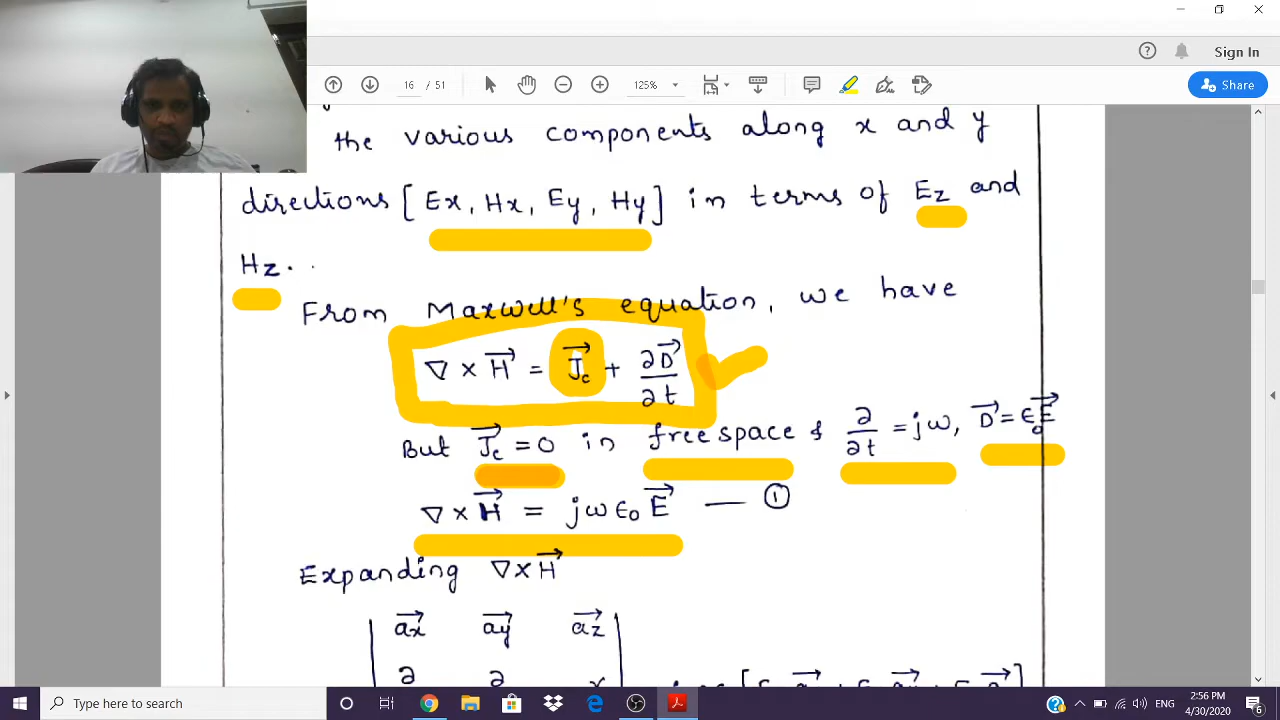 Sign In
16 / 51
125%
Share
the various components along x and y
directions [Ex, Hx, Ey, Hy] in terms of Ez and
Hz.
From Maxwell's equation, we have
∇ × H⃗ = J⃗c + ∂D⃗/∂t
But J⃗c = 0 in free space & ∂/∂t = jω, D⃗ = ϵ₀E⃗
∇ × H⃗ = jωϵ₀ E⃗ — ①
Expanding ∇×H⃗
a⃗x a⃗y a⃗z
∂ ∂
Type here to search
2:56 PM
4/30/2020